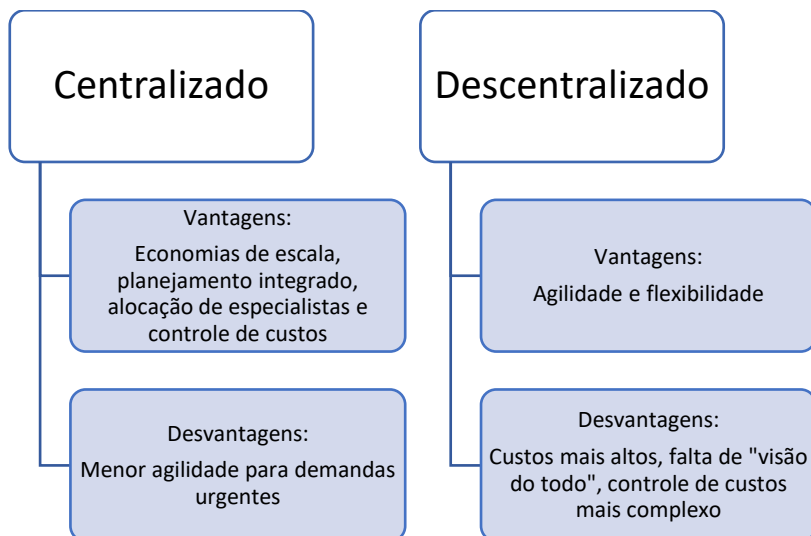 Centralizado
Vantagens:
Economias de escala,
planejamento integrado,
alocação de especialistas e
controle de custos
Desvantagens:
Menor agilidade para demandas
urgentes
Descentralizado
Vantagens:
Agilidade e flexibilidade
Desvantagens:
Custos mais altos, falta de "visão
do todo", controle de custos
mais complexo